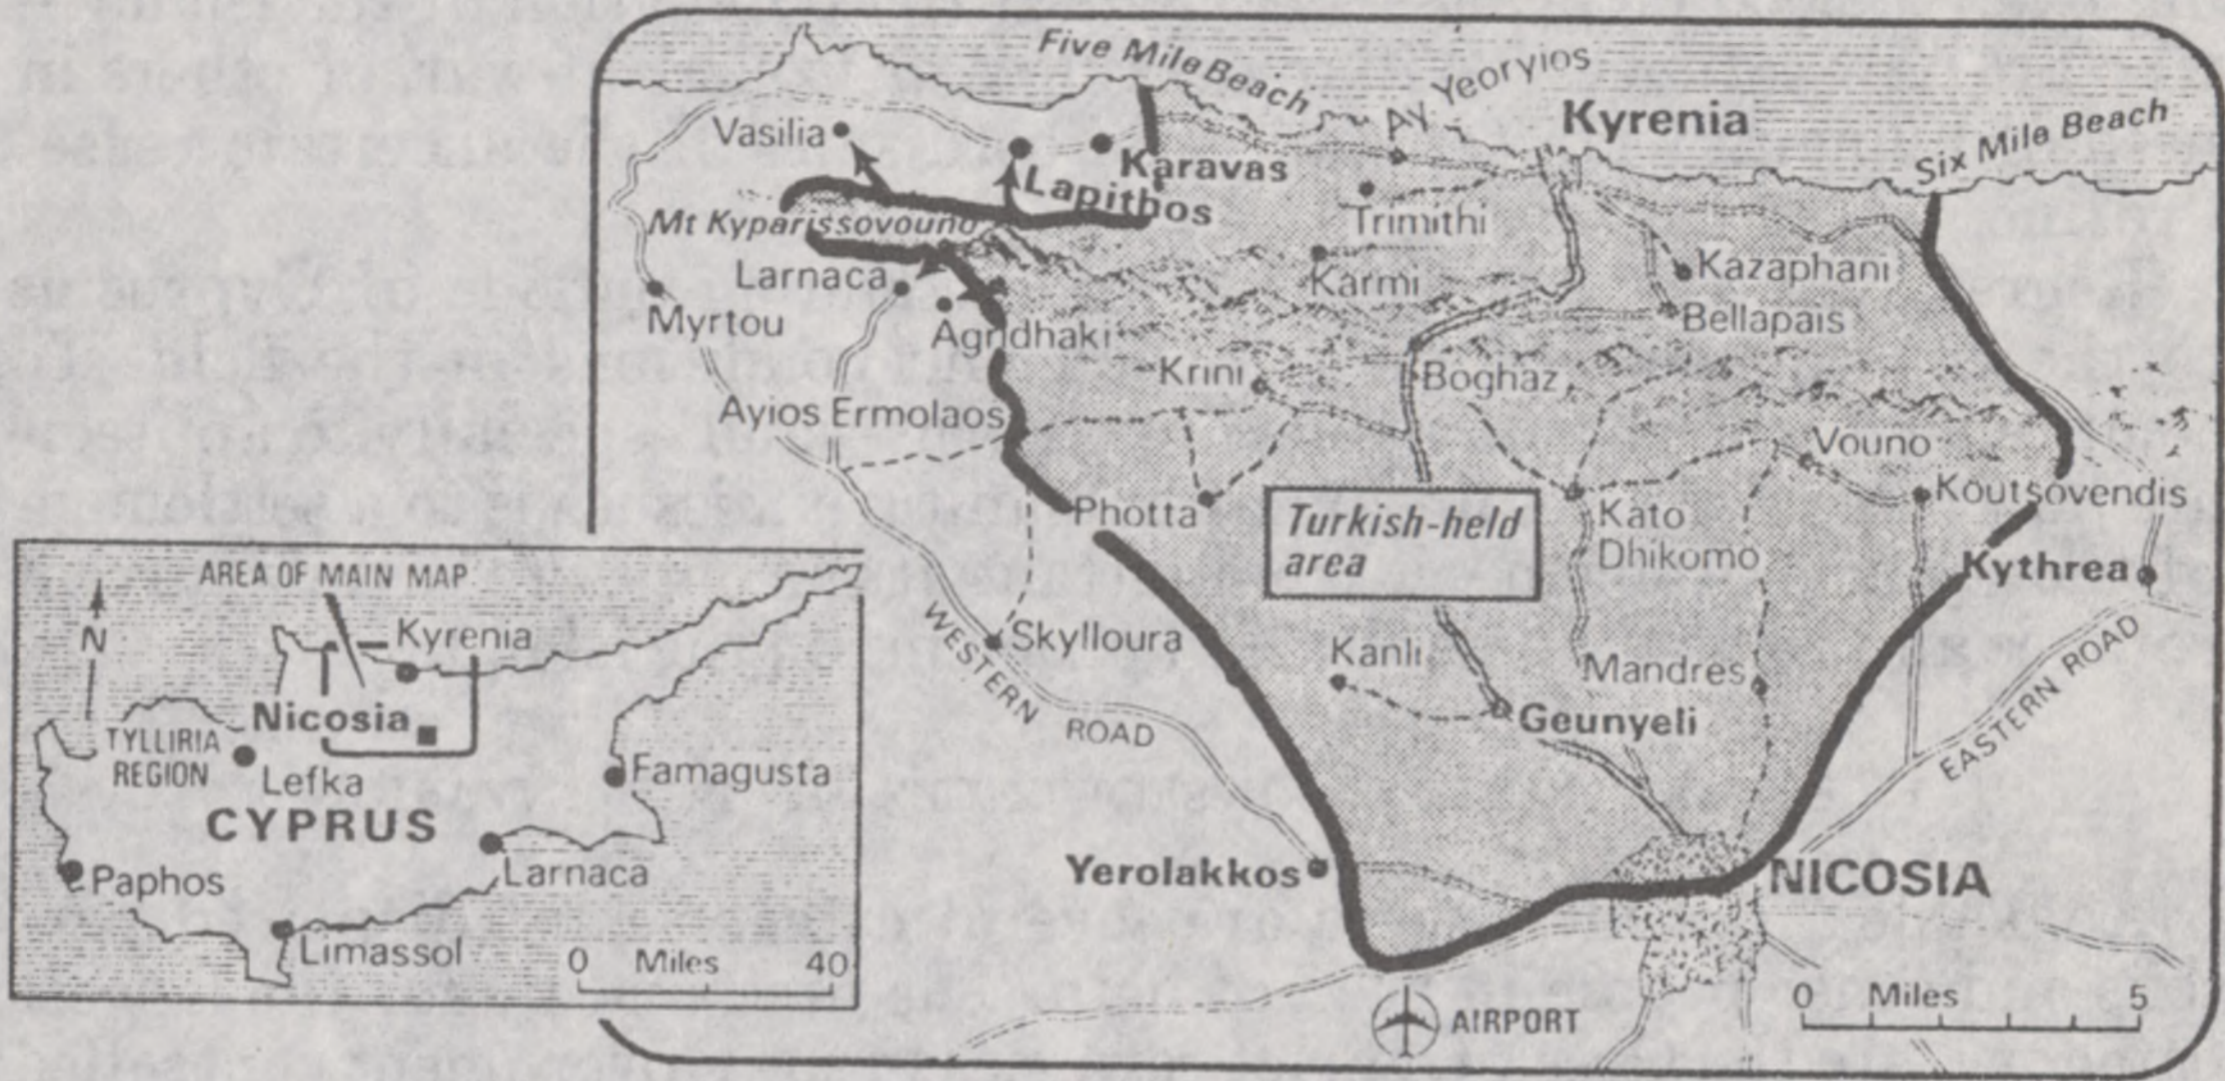 Five Mile Beach
Ay Yeoryios
Kyrenia
Six Mile Beach
Vasilia
Karavas
Lapithos
Mt Kyparissovouno
Trimithi
Larnaca
Karmi
Kazaphani
Myrtou
Agridhaki
Bellapais
Krini
Boghaz
Ayios Ermolaos
Vouno
Photta
Turkish-held
area
Kato
Dhikomo
Koutsovendis
Kythrea
WESTERN ROAD
Skylloura
Kanli
Mandres
Geunyeli
EASTERN ROAD
Yerolakkos
NICOSIA
AIRPORT
0 Miles 5
AREA OF MAIN MAP
N
Kyrenia
Nicosia
TYLLIRIA
REGION
Lefka
Famagusta
CYPRUS
Larnaca
Paphos
Limassol
0 Miles 40